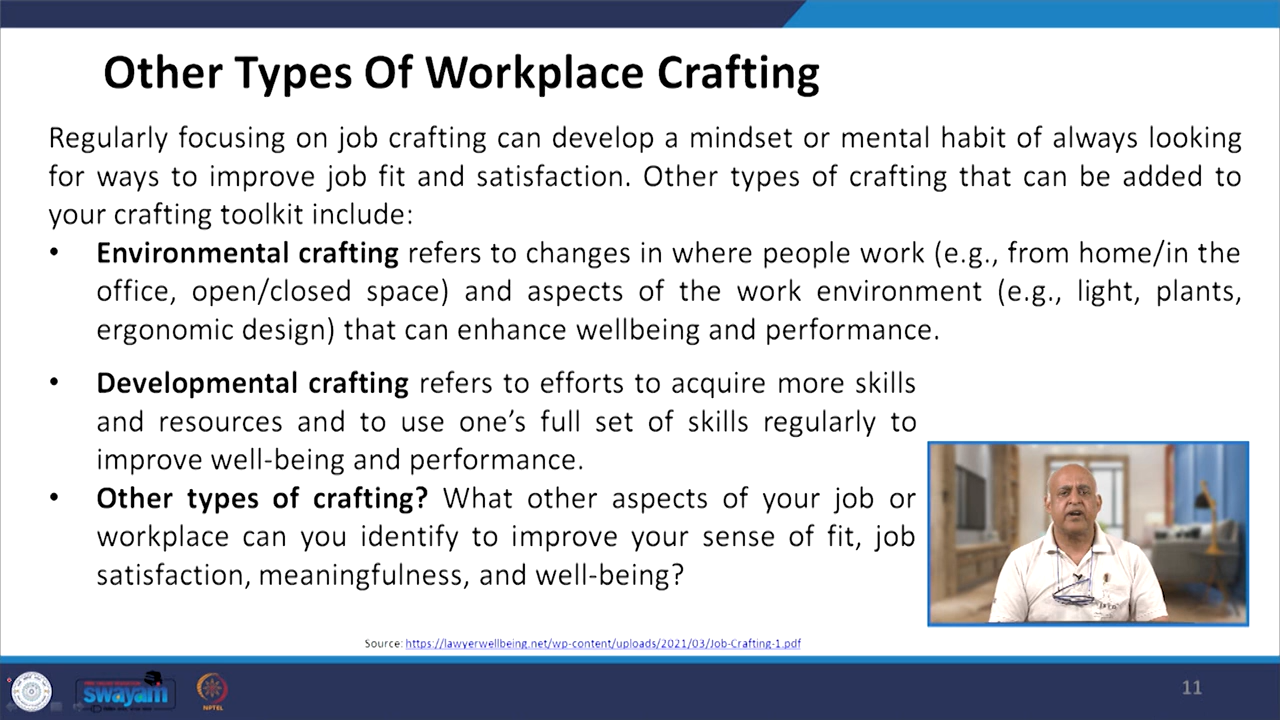 Other Types Of Workplace Crafting
Regularly focusing on job crafting can develop a mindset or mental habit of always looking
for ways to improve job fit and satisfaction. Other types of crafting that can be added to
your crafting toolkit include:
• Environmental crafting refers to changes in where people work (e.g., from home/in the
office, open/closed space) and aspects of the work environment (e.g., light, plants,
ergonomic design) that can enhance wellbeing and performance.
• Developmental crafting refers to efforts to acquire more skills
and resources and to use one’s full set of skills regularly to
improve well-being and performance.
• Other types of crafting? What other aspects of your job or
workplace can you identify to improve your sense of fit, job
satisfaction, meaningfulness, and well-being?
Source: https://lawyerwellbeing.net/wp-content/uploads/2021/03/Job-Crafting-1.pdf
swayam
NPTEL
11